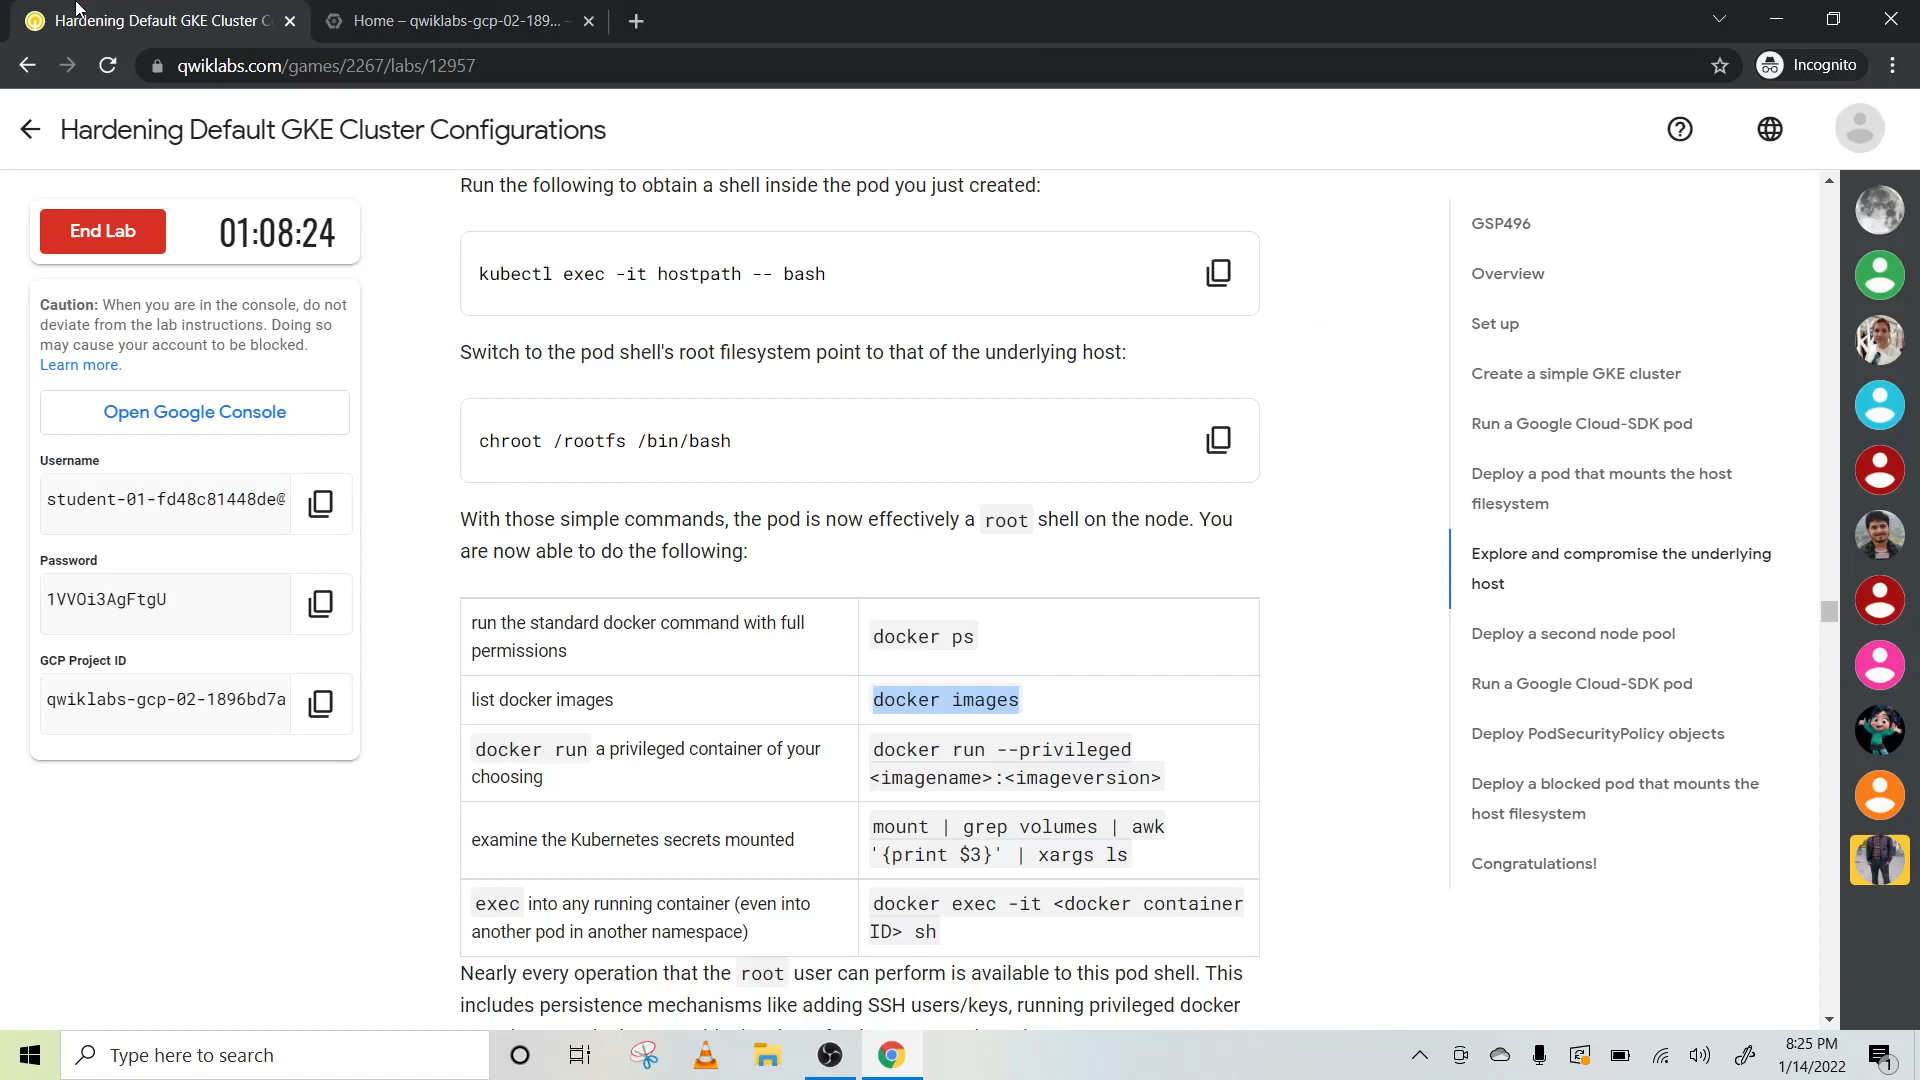 Hardening Default GKE Cluster C
Home – qwiklabs-gcp-02-189... –
qwiklabs.com/games/2267/labs/12957
Incognito
Hardening Default GKE Cluster Configurations
End Lab
01:08:24
Caution: When you are in the console, do not
deviate from the lab instructions. Doing so
may cause your account to be blocked.
Learn more.
Open Google Console
Username
student-01-fd48c81448de@
Password
1VVOi3AgFtgU
GCP Project ID
qwiklabs-gcp-02-1896bd7a
Run the following to obtain a shell inside the pod you just created:
kubectl exec -it hostpath -- bash
Switch to the pod shell's root filesystem point to that of the underlying host:
chroot /rootfs /bin/bash
With those simple commands, the pod is now effectively a root shell on the node. You
are now able to do the following:
run the standard docker command with full
permissions
docker ps
list docker images
docker images
docker run a privileged container of your
choosing
docker run --privileged
<imagename>:<imageversion>
examine the Kubernetes secrets mounted
mount | grep volumes | awk
'{print $3}' | xargs ls
exec into any running container (even into
another pod in another namespace)
docker exec -it <docker container
ID> sh
Nearly every operation that the root user can perform is available to this pod shell. This
includes persistence mechanisms like adding SSH users/keys, running privileged docker
GSP496
Overview
Set up
Create a simple GKE cluster
Run a Google Cloud-SDK pod
Deploy a pod that mounts the host
filesystem
Explore and compromise the underlying
host
Deploy a second node pool
Run a Google Cloud-SDK pod
Deploy PodSecurityPolicy objects
Deploy a blocked pod that mounts the
host filesystem
Congratulations!
Type here to search
8:25 PM
1/14/2022
1